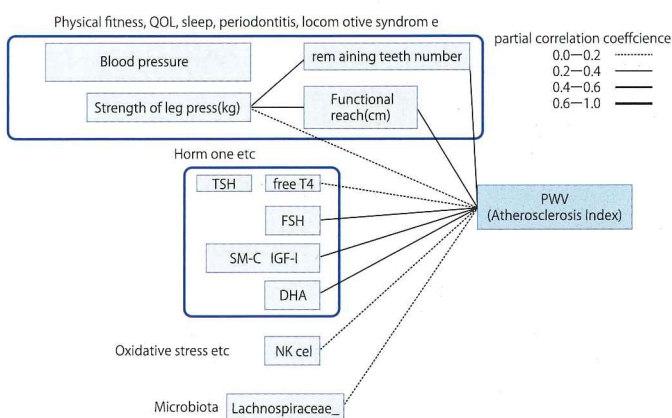 Physical fitness, QOL, sleep, periodontitis, locom otive syndrom e
partial correlation coeffcience
0.0—0.2
0.2—0.4
0.4—0.6
0.6—1.0
Blood pressure
rem aining teeth number
Strength of leg press(kg)
Functional
reach(cm)
Horm one etc
TSH
free T4
FSH
SM-C IGF-I
DHA
PWV
(Atherosclerosis Index)
Oxidative stress etc
NK cel
Microbiota
Lachnospiraceae_